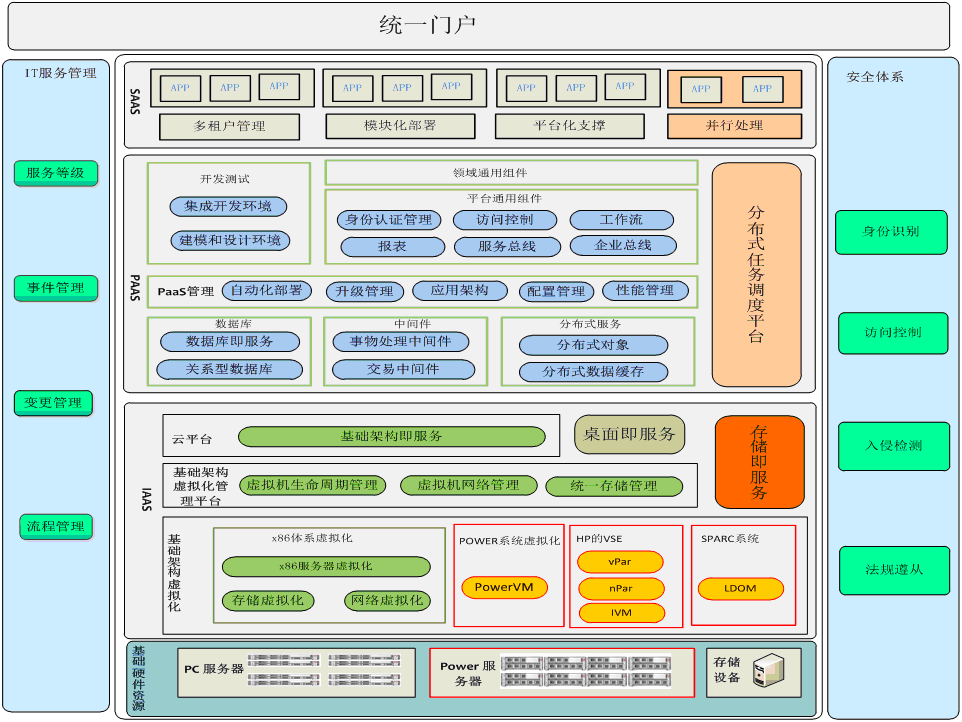 统一门户
IT服务管理
服务等级
事件管理
变更管理
流程管理
SAAS
APP APP APP
APP APP APP
APP APP APP
APP APP
多租户管理
模块化部署
平台化支撑
并行处理
PAAS
开发测试
集成开发环境
建模和设计环境
领域通用组件
平台通用组件
身份认证管理
访问控制
工作流
报表
服务总线
企业总线
PaaS管理
自动化部署
升级管理
应用架构
配置管理
性能管理
数据库
数据库即服务
关系型数据库
中间件
事物处理中间件
交易中间件
分布式服务
分布式对象
分布式数据缓存
分布式任务调度平台
IAAS
云平台
基础架构即服务
桌面即服务
存储即服务
基础架构
虚拟化管
理平台
虚拟机生命周期管理
虚拟机网络管理
统一存储管理
基础架构虚拟化
x86体系虚拟化
x86服务器虚拟化
存储虚拟化
网络虚拟化
POWER系统虚拟化
PowerVM
HP的VSE
vPar
nPar
IVM
SPARC系统
LDOM
基础硬件资源
PC 服务器
Power 服
务器
存储
设备
安全体系
身份识别
访问控制
入侵检测
法规遵从